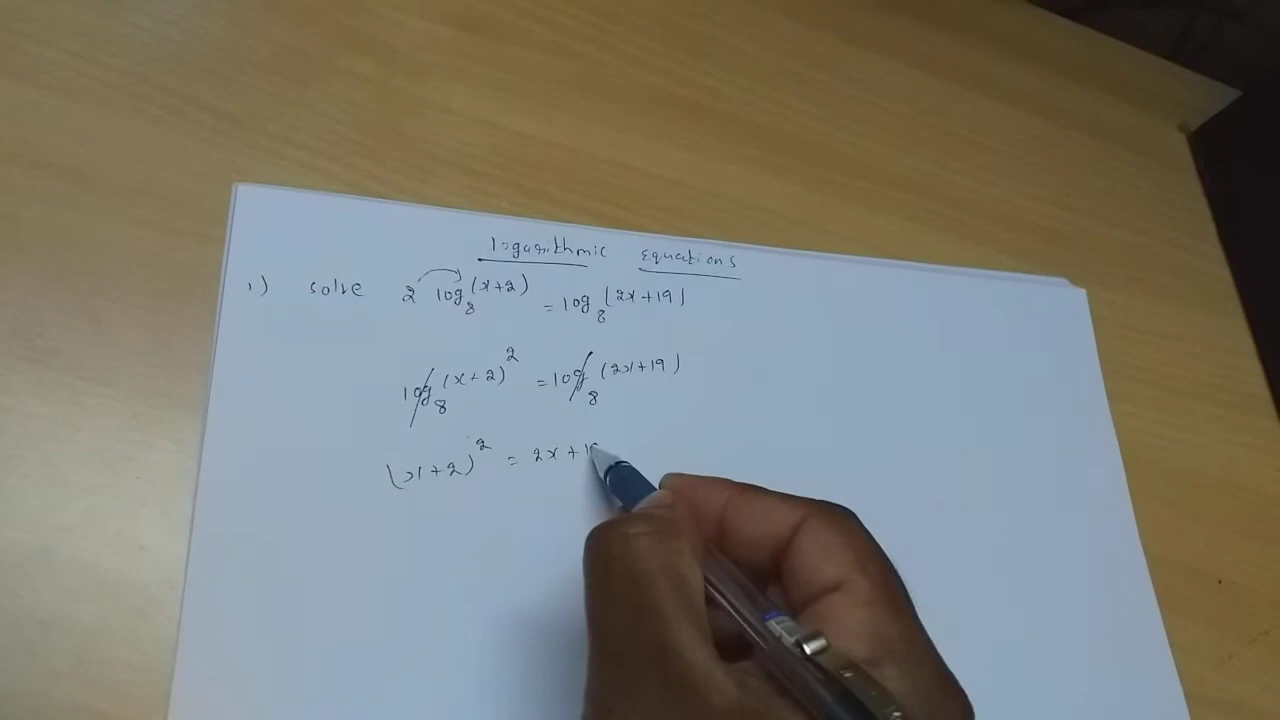 Logarithmic Equations
1) solve 2 log₈(x+2) = log₈(2x+19)
log₈(x+2)² = log₈(2x+19)
(x+2)² = 2x+19